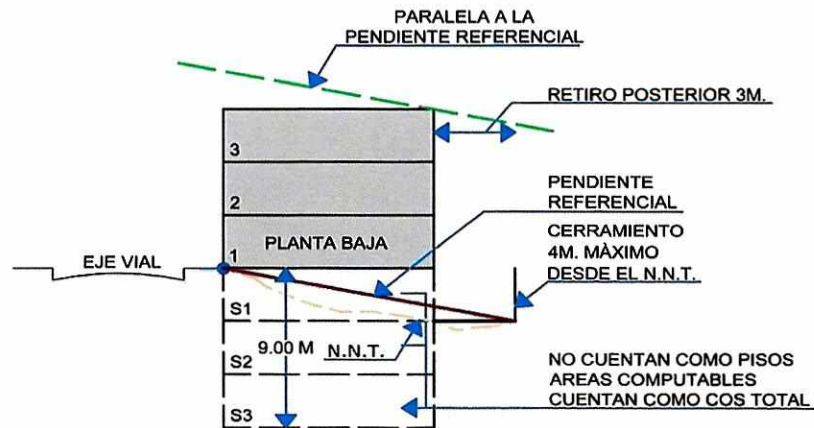 PARALELA A LA
PENDIENTE REFERENCIAL
RETIRO POSTERIOR 3M.
3
2
PENDIENTE
REFERENCIAL
1
PLANTA BAJA
CERRAMIENTO
4M. MÀXIMO
DESDE EL N.N.T.
EJE VIAL
S1
9.00 M
N.N.T.
S2
NO CUENTAN COMO PISOS
AREAS COMPUTABLES
CUENTAN COMO COS TOTAL
S3